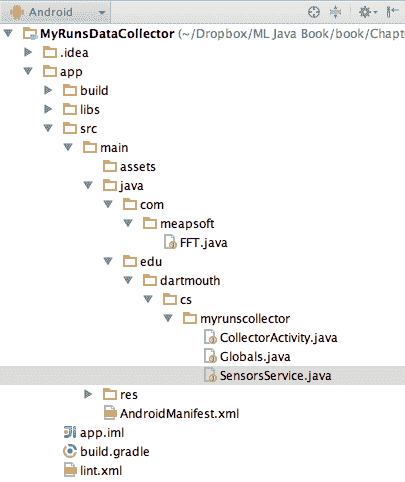 Android
MyRunsDataCollector (~/Dropbox/ML Java Book/book/Chapte
.idea
app
build
libs
src
main
assets
java
com
meapsoft
FFT.java
edu
dartmouth
cs
myrunscollector
CollectorActivity.java
Globals.java
SensorsService.java
res
AndroidManifest.xml
app.iml
build.gradle
lint.xml